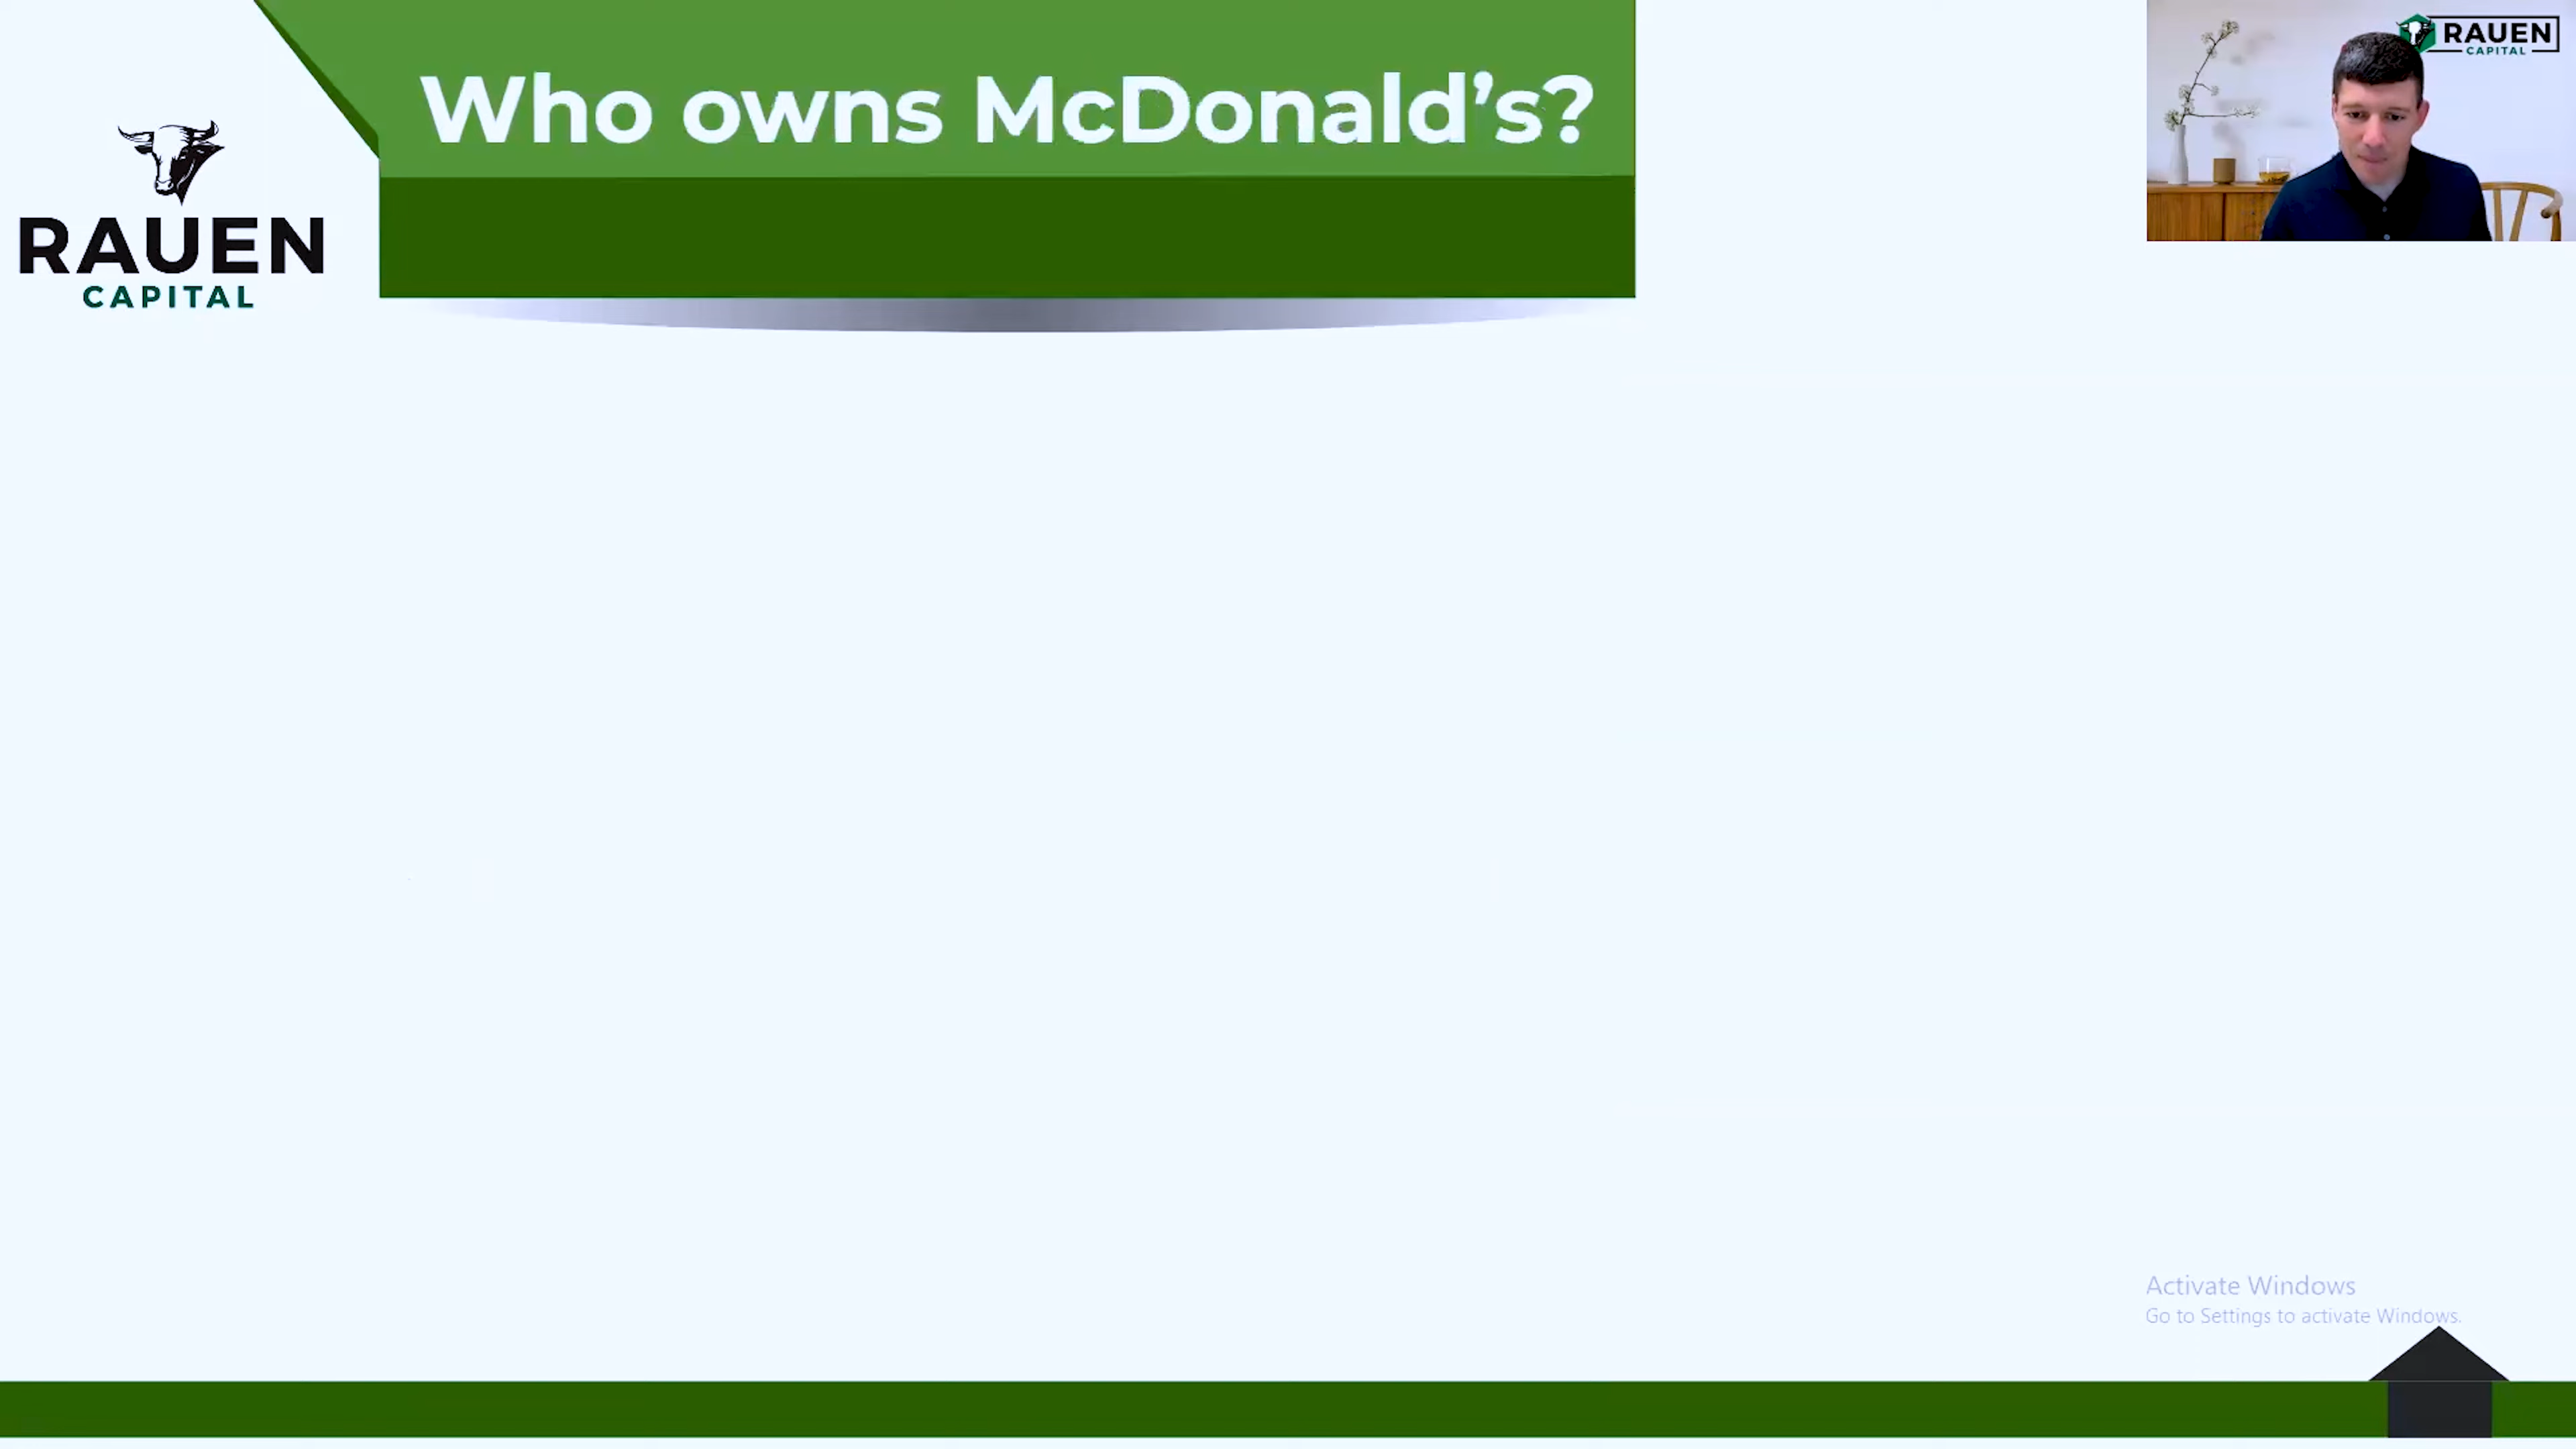 Who owns McDonald’s?
RAUEN
CAPITAL
RAUEN
CAPITAL
Activate Windows
Go to Settings to activate Windows.